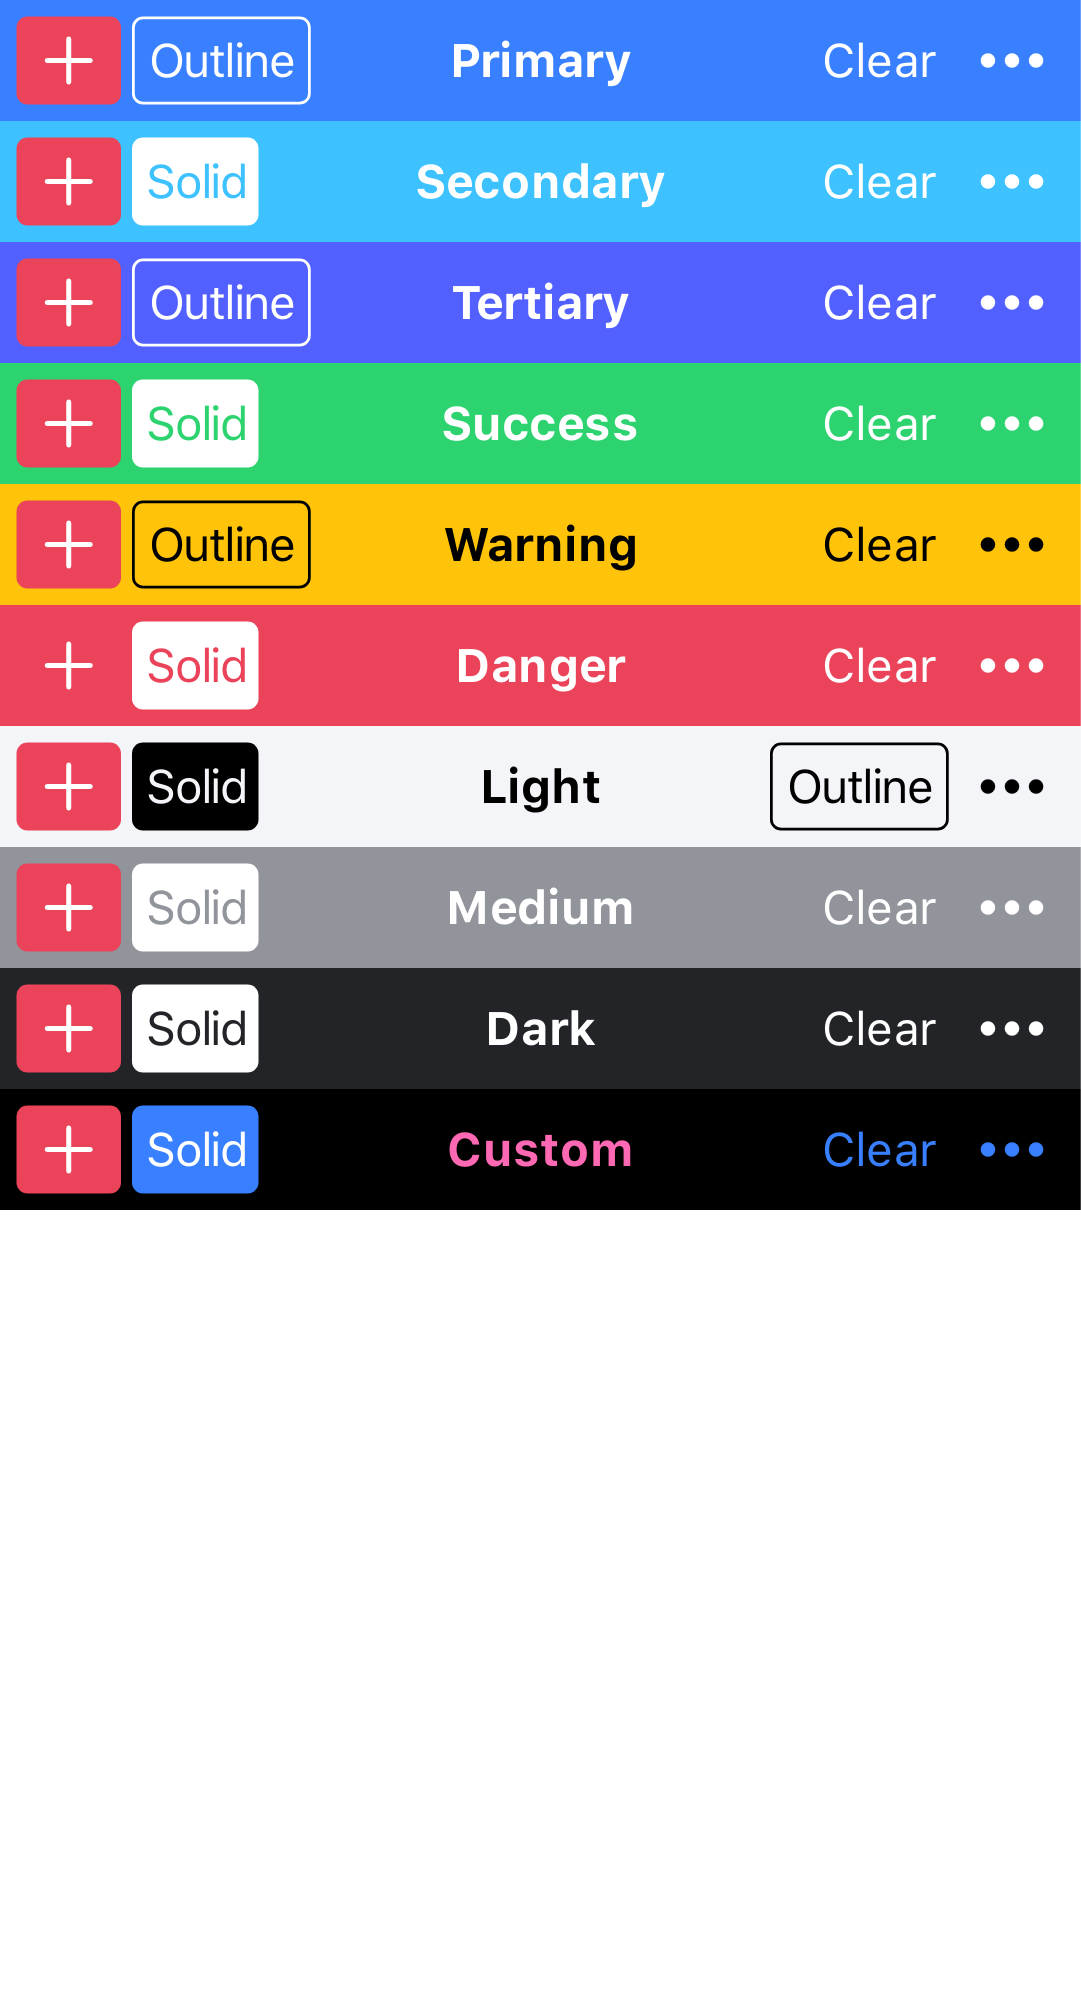 Outline Primary Clear
Solid Secondary Clear
Outline Tertiary Clear
Solid Success Clear
Outline Warning Clear
Solid Danger Clear
Solid Light Outline
Solid Medium Clear
Solid Dark Clear
Solid Custom Clear